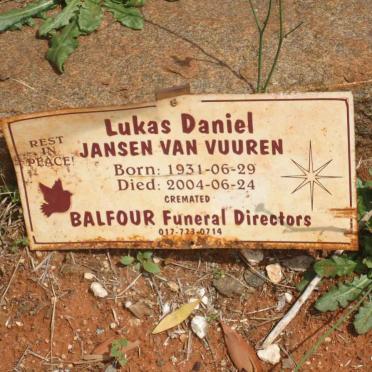 REST
IN
PEACE!
Lukas Daniel
JANSEN VAN VUUREN
Born: 1931-06-29
Died: 2004-06-24
CREMATED
BALFOUR Funeral Directors
017-723-0714